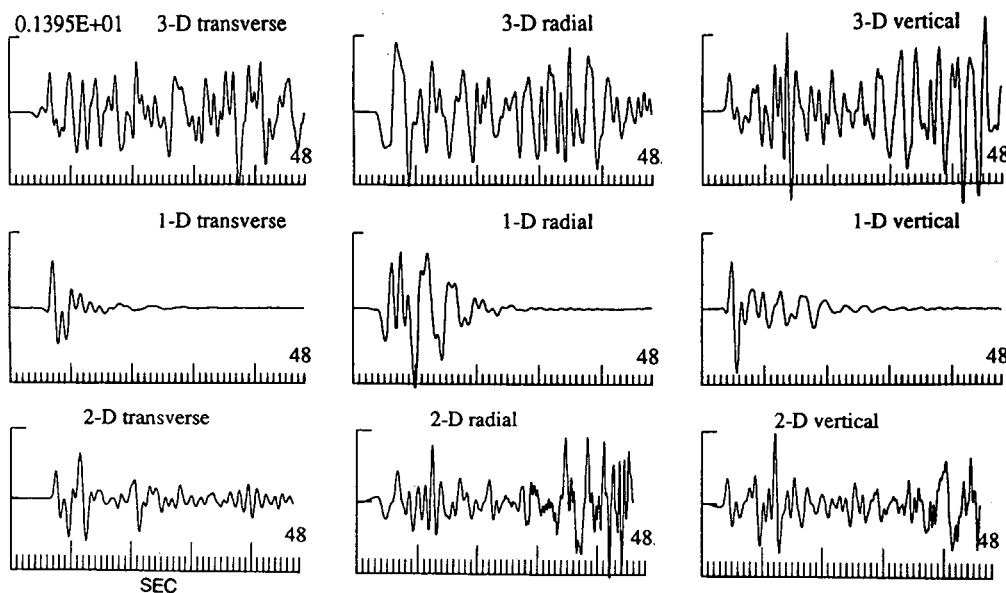 0.1395E+01 3-D transverse
3-D radial
3-D vertical
48
48.
48
1-D transverse
1-D radial
1-D vertical
48
48
48
2-D transverse
2-D radial
2-D vertical
48
48.
48
SEC